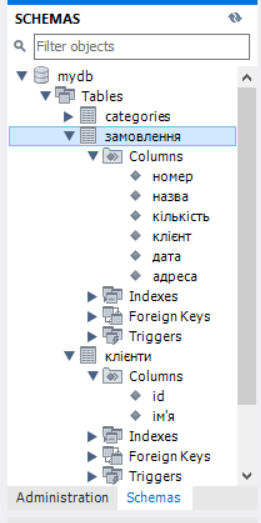 SCHEMAS
Filter objects
mydb
Tables
categories
замовлення
Columns
номер
назва
кількість
клієнт
дата
адреса
Indexes
Foreign Keys
Triggers
клієнти
Columns
id
ім'я
Indexes
Foreign Keys
Triggers
Administration Schemas